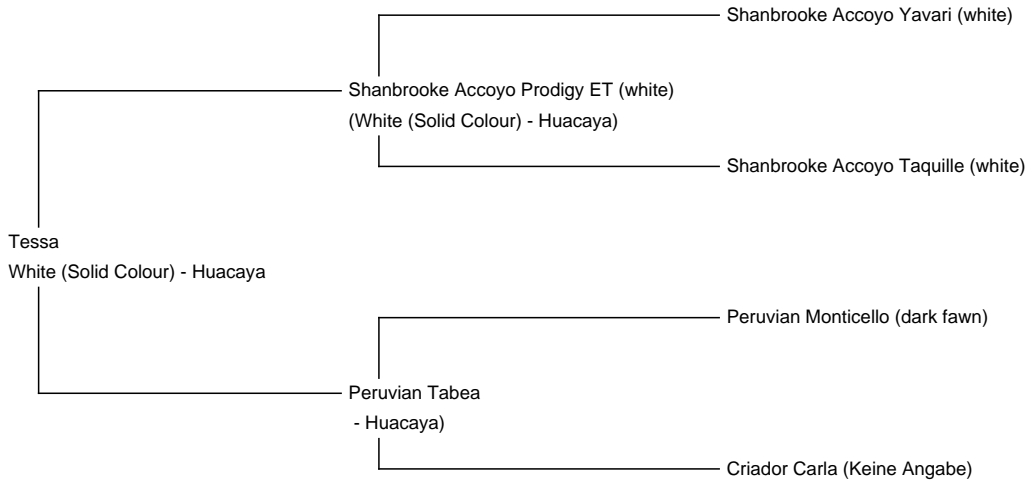 Shanbrooke Accoyo Yavari (white)
Shanbrooke Accoyo Prodigy ET (white)
(White (Solid Colour) - Huacaya)
Shanbrooke Accoyo Taquille (white)
Tessa
White (Solid Colour) - Huacaya
Peruvian Monticello (dark fawn)
Peruvian Tabea
- Huacaya)
Criador Carla (Keine Angabe)